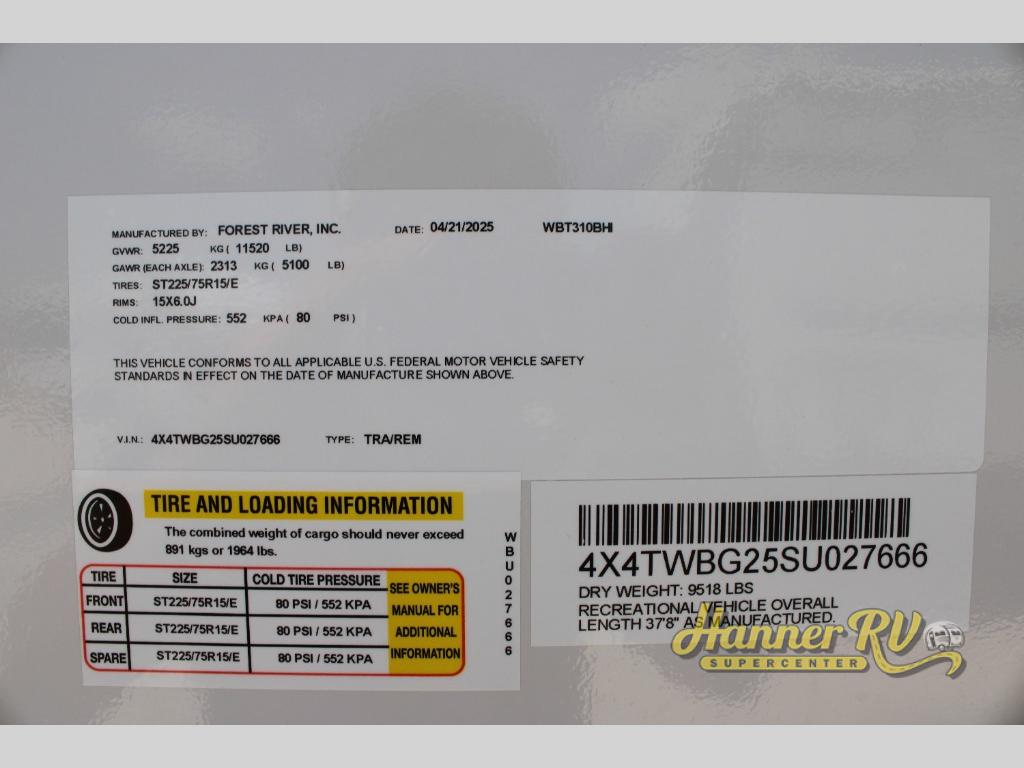 MANUFACTURED BY: FOREST RIVER, INC. DATE: 04/21/2025 WBT310BHI
GVWR: 5225 KG ( 11520 LB)
GAWR (EACH AXLE): 2313 KG ( 5100 LB)
TIRES: ST225/75R15/E
RIMS: 15X6.0J
COLD INFL. PRESSURE: 552 KPA ( 80 PSI )
THIS VEHICLE CONFORMS TO ALL APPLICABLE U.S. FEDERAL MOTOR VEHICLE SAFETY
STANDARDS IN EFFECT ON THE DATE OF MANUFACTURE SHOWN ABOVE.
V.I.N.: 4X4TWBG25SU027666 TYPE: TRA/REM
TIRE AND LOADING INFORMATION
The combined weight of cargo should never exceed
891 kgs or 1964 lbs.
TIRE SIZE COLD TIRE PRESSURE SEE OWNER'S
FRONT ST225/75R15/E 80 PSI / 552 KPA MANUAL FOR
REAR ST225/75R15/E 80 PSI / 552 KPA ADDITIONAL
SPARE ST225/75R15/E 80 PSI / 552 KPA INFORMATION
WBU027666
4X4TWBG25SU027666
DRY WEIGHT: 9518 LBS
RECREATIONAL VEHICLE OVERALL
LENGTH 37'8" AS MANUFACTURED.
Hanner RV
SUPERCENTER